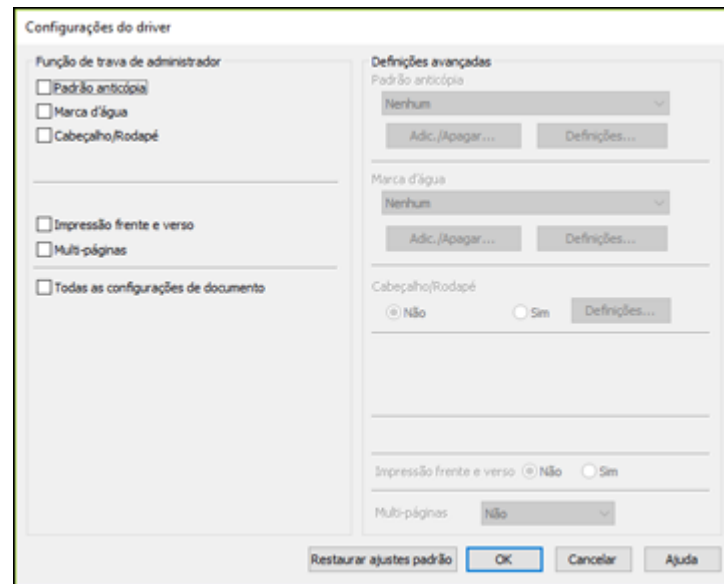 Configurações do driver
Função de trava de administrador
Padrão anticópia
Marca d'água
Cabeçalho/Rodapé
Impressão frente e verso
Multi-páginas
Todas as configurações de documento
Definições avançadas
Padrão anticópia
Nenhum
Adic./Apagar... Definições...
Marca d'água
Nenhum
Adic./Apagar... Definições...
Cabeçalho/Rodapé
Não Sim Definições...
Impressão frente e verso Não Sim
Multi-páginas Não
Restaurar ajustes padrão OK Cancelar Ajuda